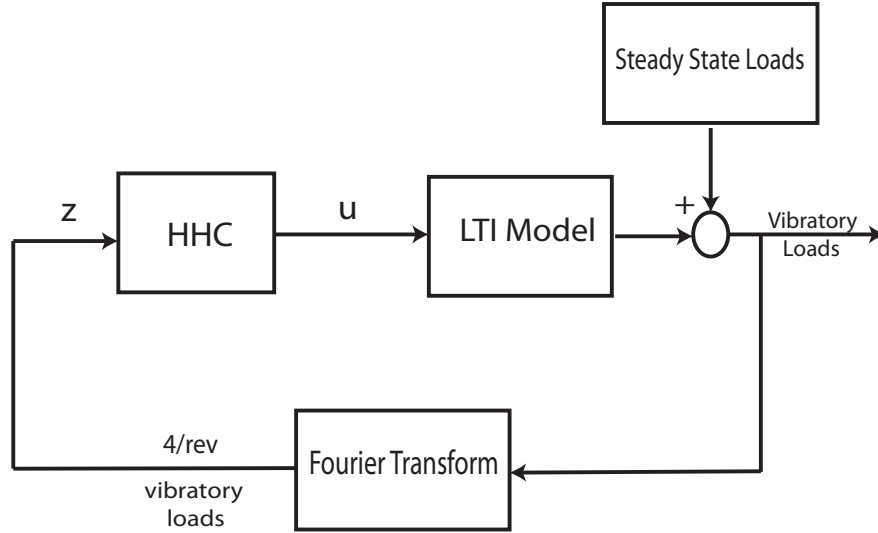 Steady State Loads
z
HHC
u
LTI Model
+
Vibratory
Loads
4/rev
vibratory
loads
Fourier Transform